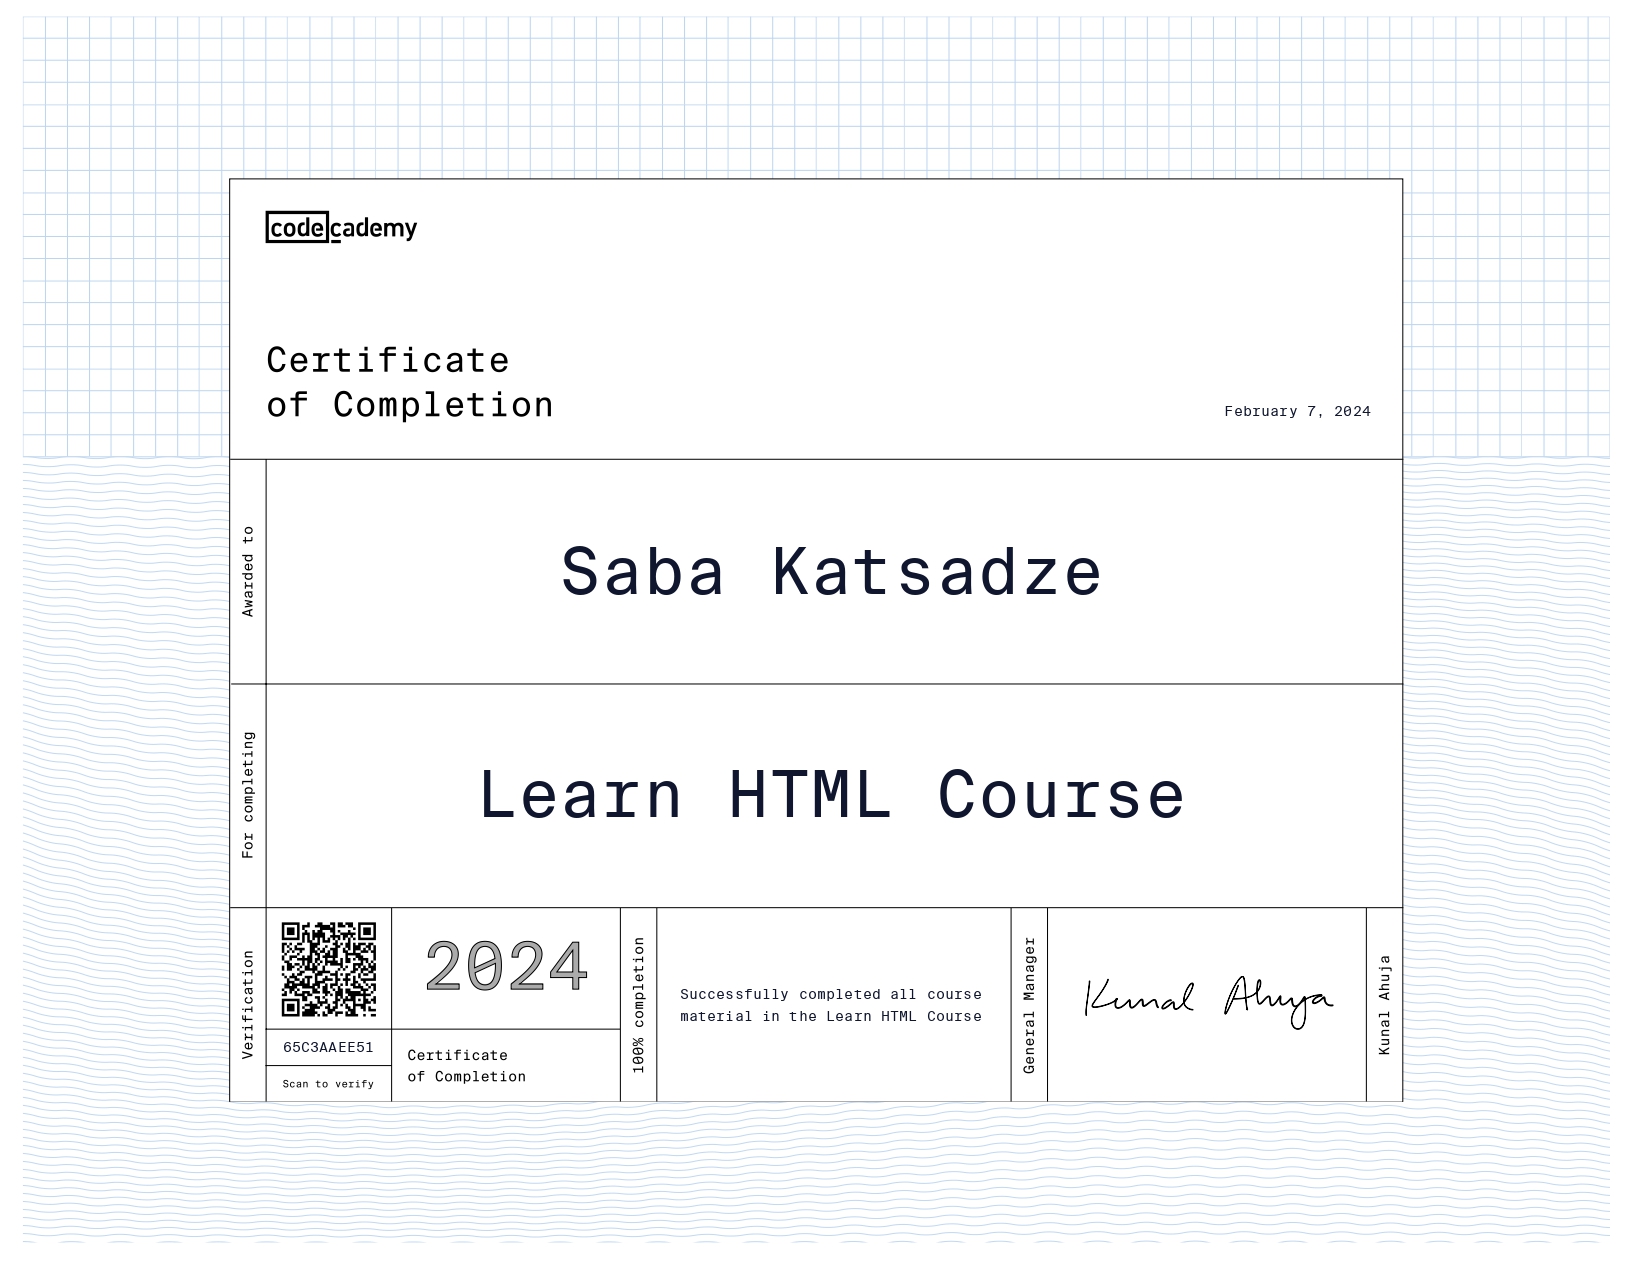 codecademy
Certificate
of Completion
February 7, 2024
Awarded to
Saba Katsadze
For completing
Learn HTML Course
Verification
65C3AAEE51
Scan to verify
2024
Certificate
of Completion
100% completion
Successfully completed all course
material in the Learn HTML Course
General Manager
Kunal Ahuja
Kunal Ahuja